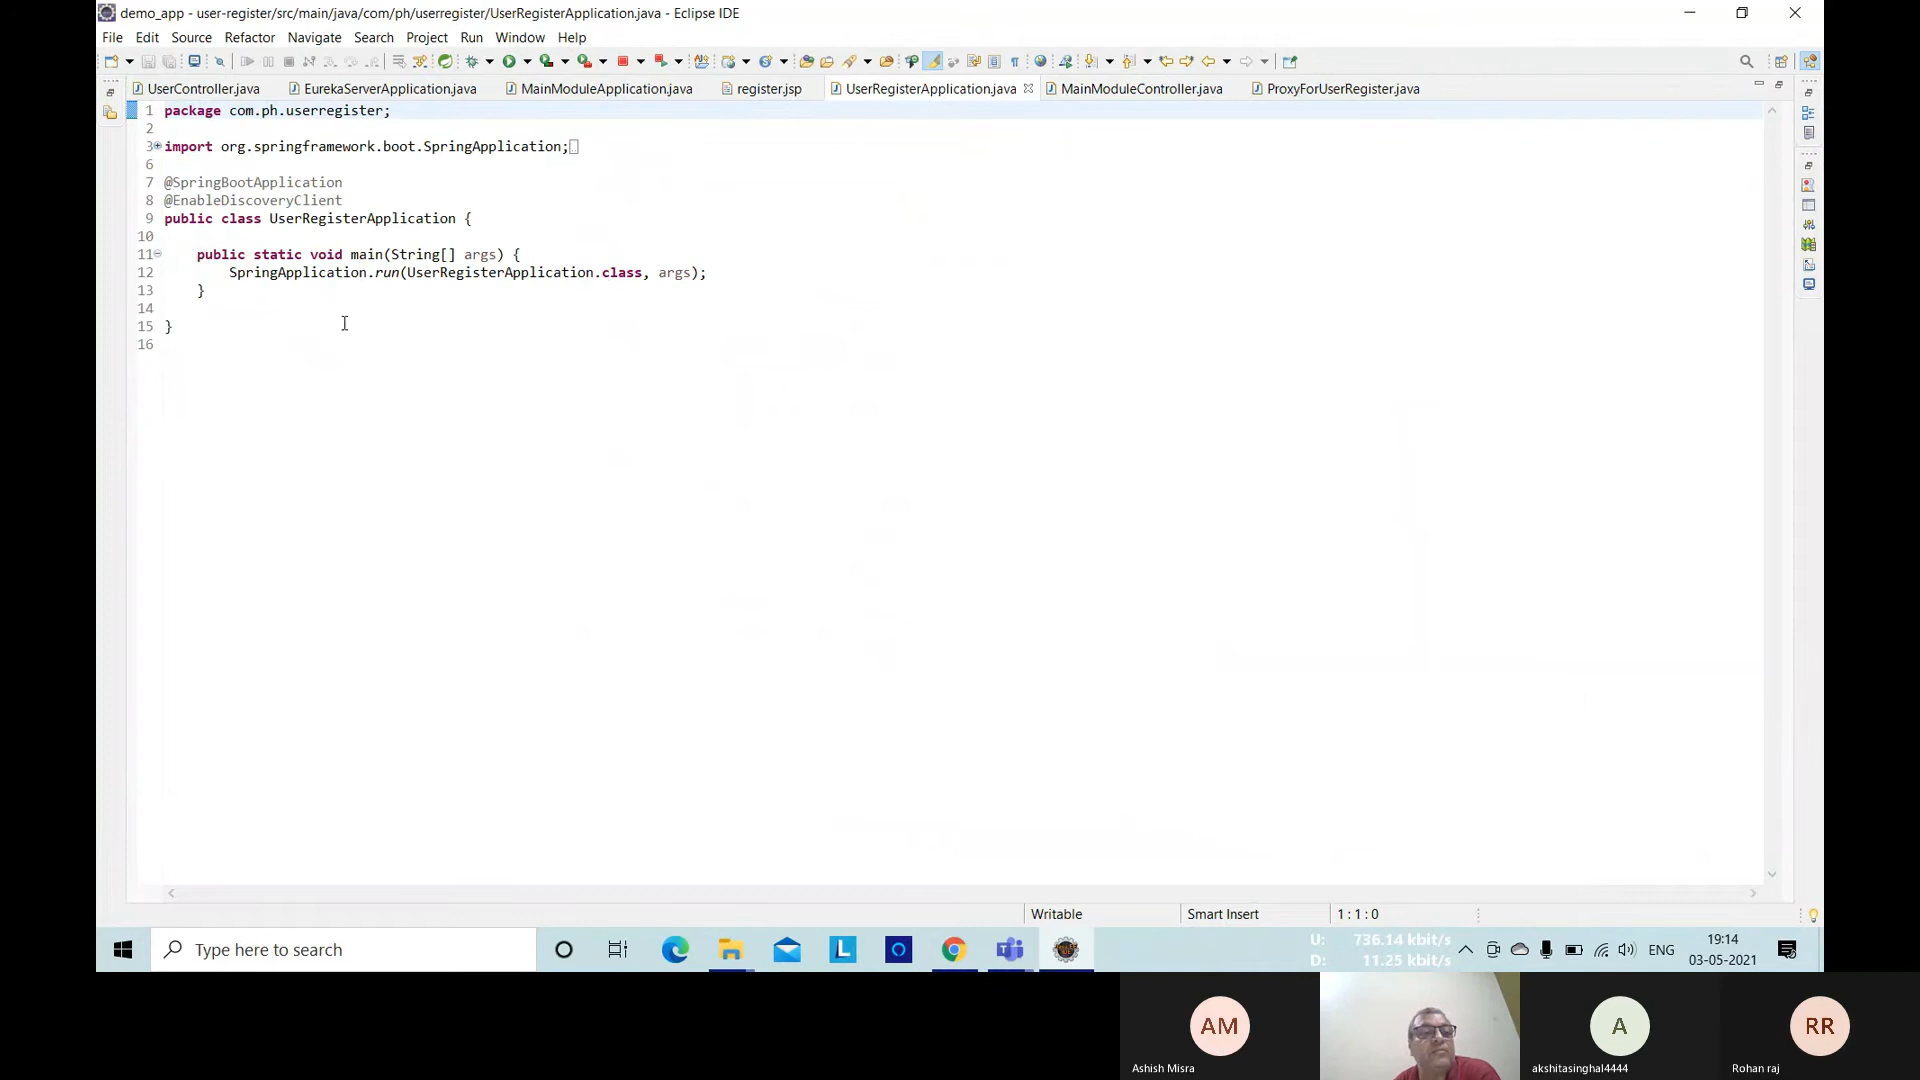 demo_app - user-register/src/main/java/com/ph/userregister/UserRegisterApplication.java - Eclipse IDE
File Edit Source Refactor Navigate Search Project Run Window Help
UserController.java EurekaServerApplication.java MainModuleApplication.java register.jsp UserRegisterApplication.java MainModuleController.java ProxyForUserRegister.java
1 package com.ph.userregister;
2
3 import org.springframework.boot.SpringApplication;
6
7 @SpringBootApplication
8 @EnableDiscoveryClient
9 public class UserRegisterApplication {
10
11 public static void main(String[] args) {
12 SpringApplication.run(UserRegisterApplication.class, args);
13 }
14
15 }
16
Writable Smart Insert 1 : 1 : 0
Type here to search
U: 736.14 kbit/s
D: 11.25 kbit/s
ENG
19:14
03-05-2021
AM
A
RR
Ashish Misra
akshitasinghal4444
Rohan raj